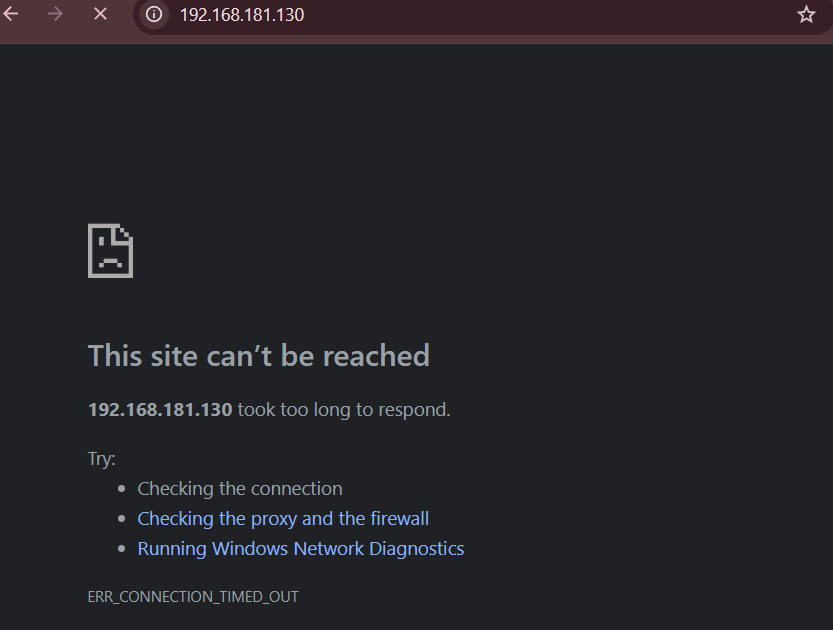 192.168.181.130
This site can’t be reached
192.168.181.130 took too long to respond.
Try:
Checking the connection
Checking the proxy and the firewall
Running Windows Network Diagnostics
ERR_CONNECTION_TIMED_OUT